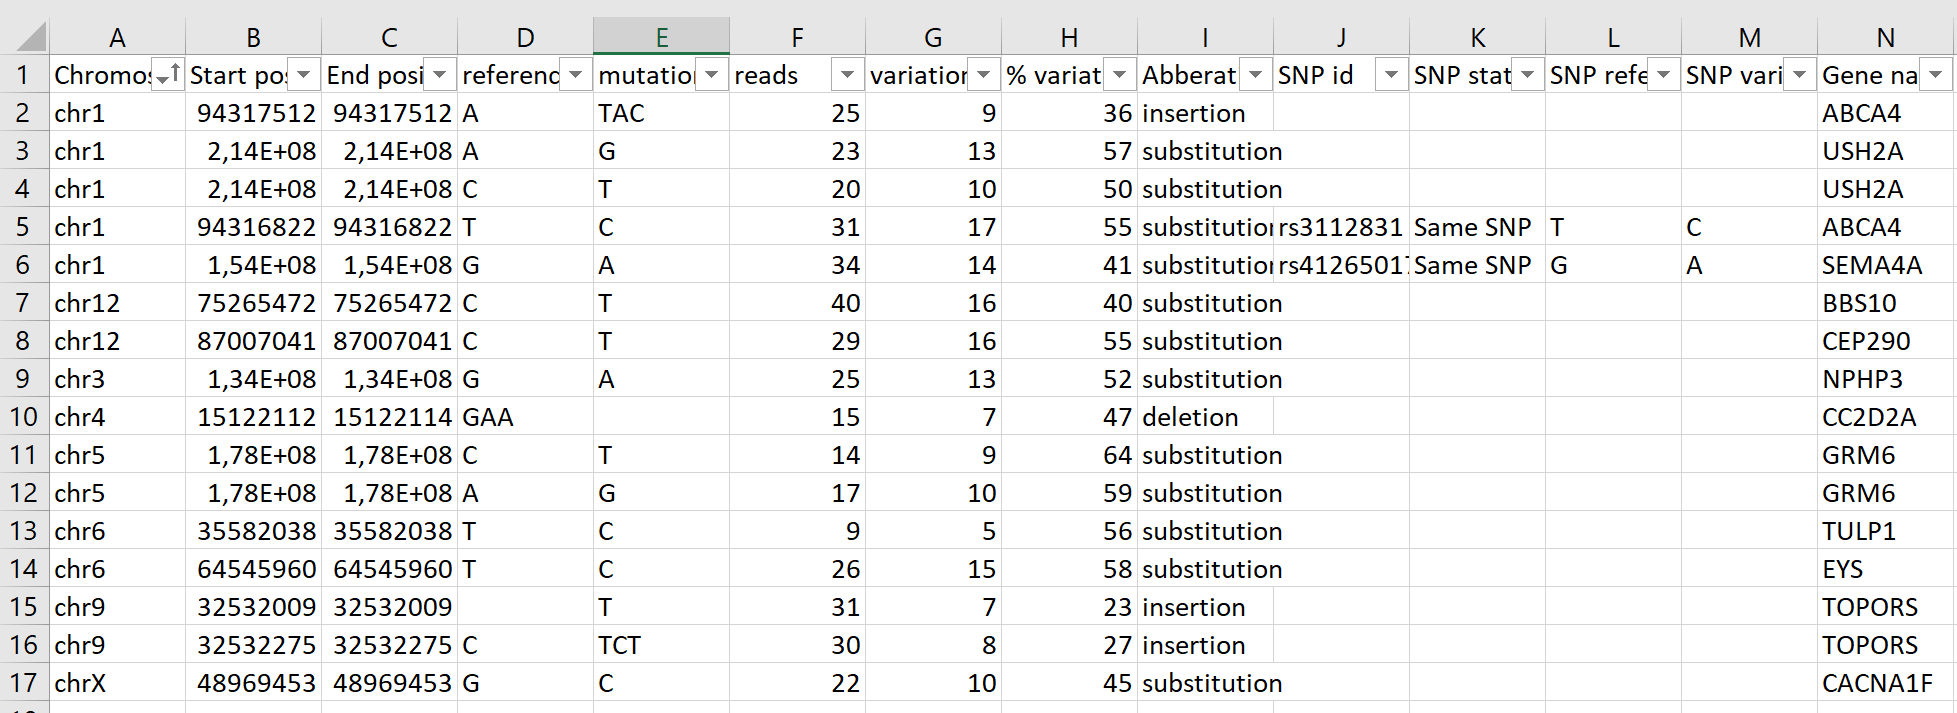 A B C D E F G H I J K L M N
1 Chromos Start pos End posi referenc mutation reads variation % variat Abberat SNP id SNP stat SNP refe SNP vari Gene na
2 chr1 94317512 94317512 A TAC 25 9 36 insertion ABCA4
3 chr1 2,14E+08 2,14E+08 A G 23 13 57 substitution USH2A
4 chr1 2,14E+08 2,14E+08 C T 20 10 50 substitution USH2A
5 chr1 94316822 94316822 T C 31 17 55 substitution rs3112831 Same SNP T C ABCA4
6 chr1 1,54E+08 1,54E+08 G A 34 14 41 substitution rs41265017 Same SNP G A SEMA4A
7 chr12 75265472 75265472 C T 40 16 40 substitution BBS10
8 chr12 87007041 87007041 C T 29 16 55 substitution CEP290
9 chr3 1,34E+08 1,34E+08 G A 25 13 52 substitution NPHP3
10 chr4 15122112 15122114 GAA 15 7 47 deletion CC2D2A
11 chr5 1,78E+08 1,78E+08 C T 14 9 64 substitution GRM6
12 chr5 1,78E+08 1,78E+08 A G 17 10 59 substitution GRM6
13 chr6 35582038 35582038 T C 9 5 56 substitution TULP1
14 chr6 64545960 64545960 T C 26 15 58 substitution EYS
15 chr9 32532009 32532009 T 31 7 23 insertion TOPORS
16 chr9 32532275 32532275 C TCT 30 8 27 insertion TOPORS
17 chrX 48969453 48969453 G C 22 10 45 substitution CACNA1F